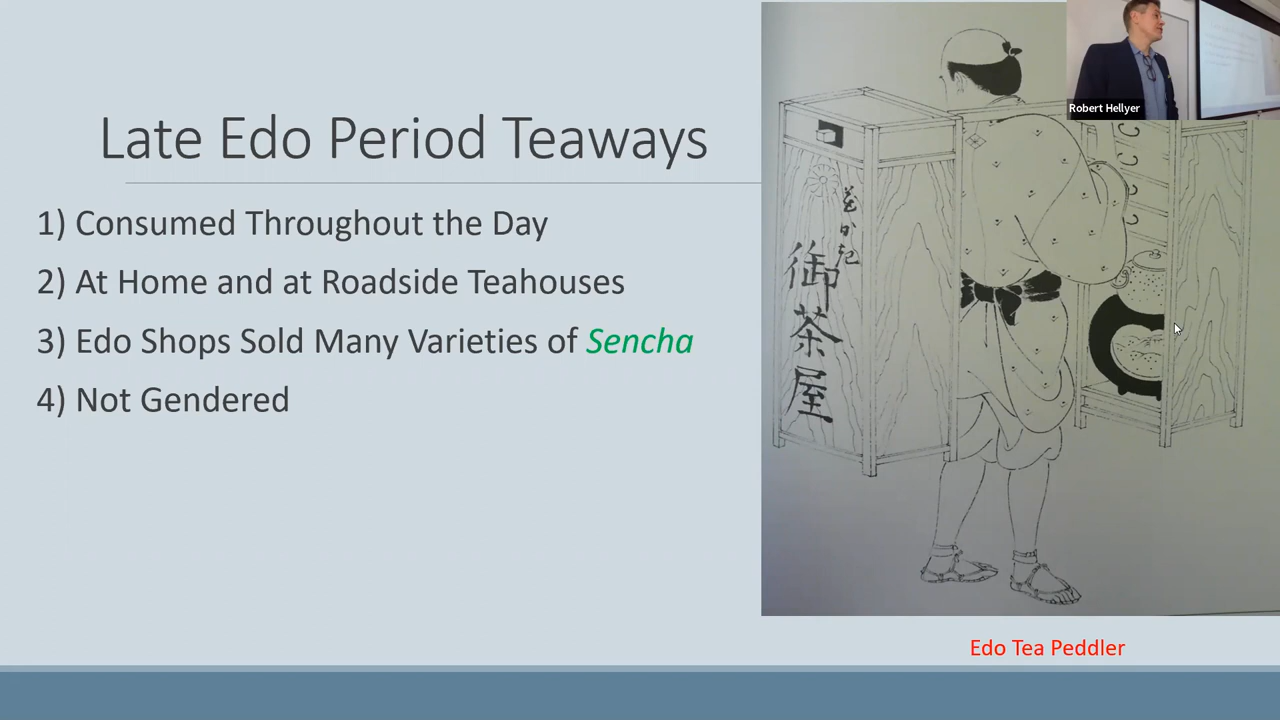 Late Edo Period Teaways
1) Consumed Throughout the Day
2) At Home and at Roadside Teahouses
3) Edo Shops Sold Many Varieties of Sencha
4) Not Gendered
御茶屋
Edo Tea Peddler
Robert Hellyer